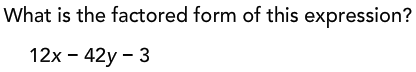 What is the factored form of this expression?
12x − 42y − 3